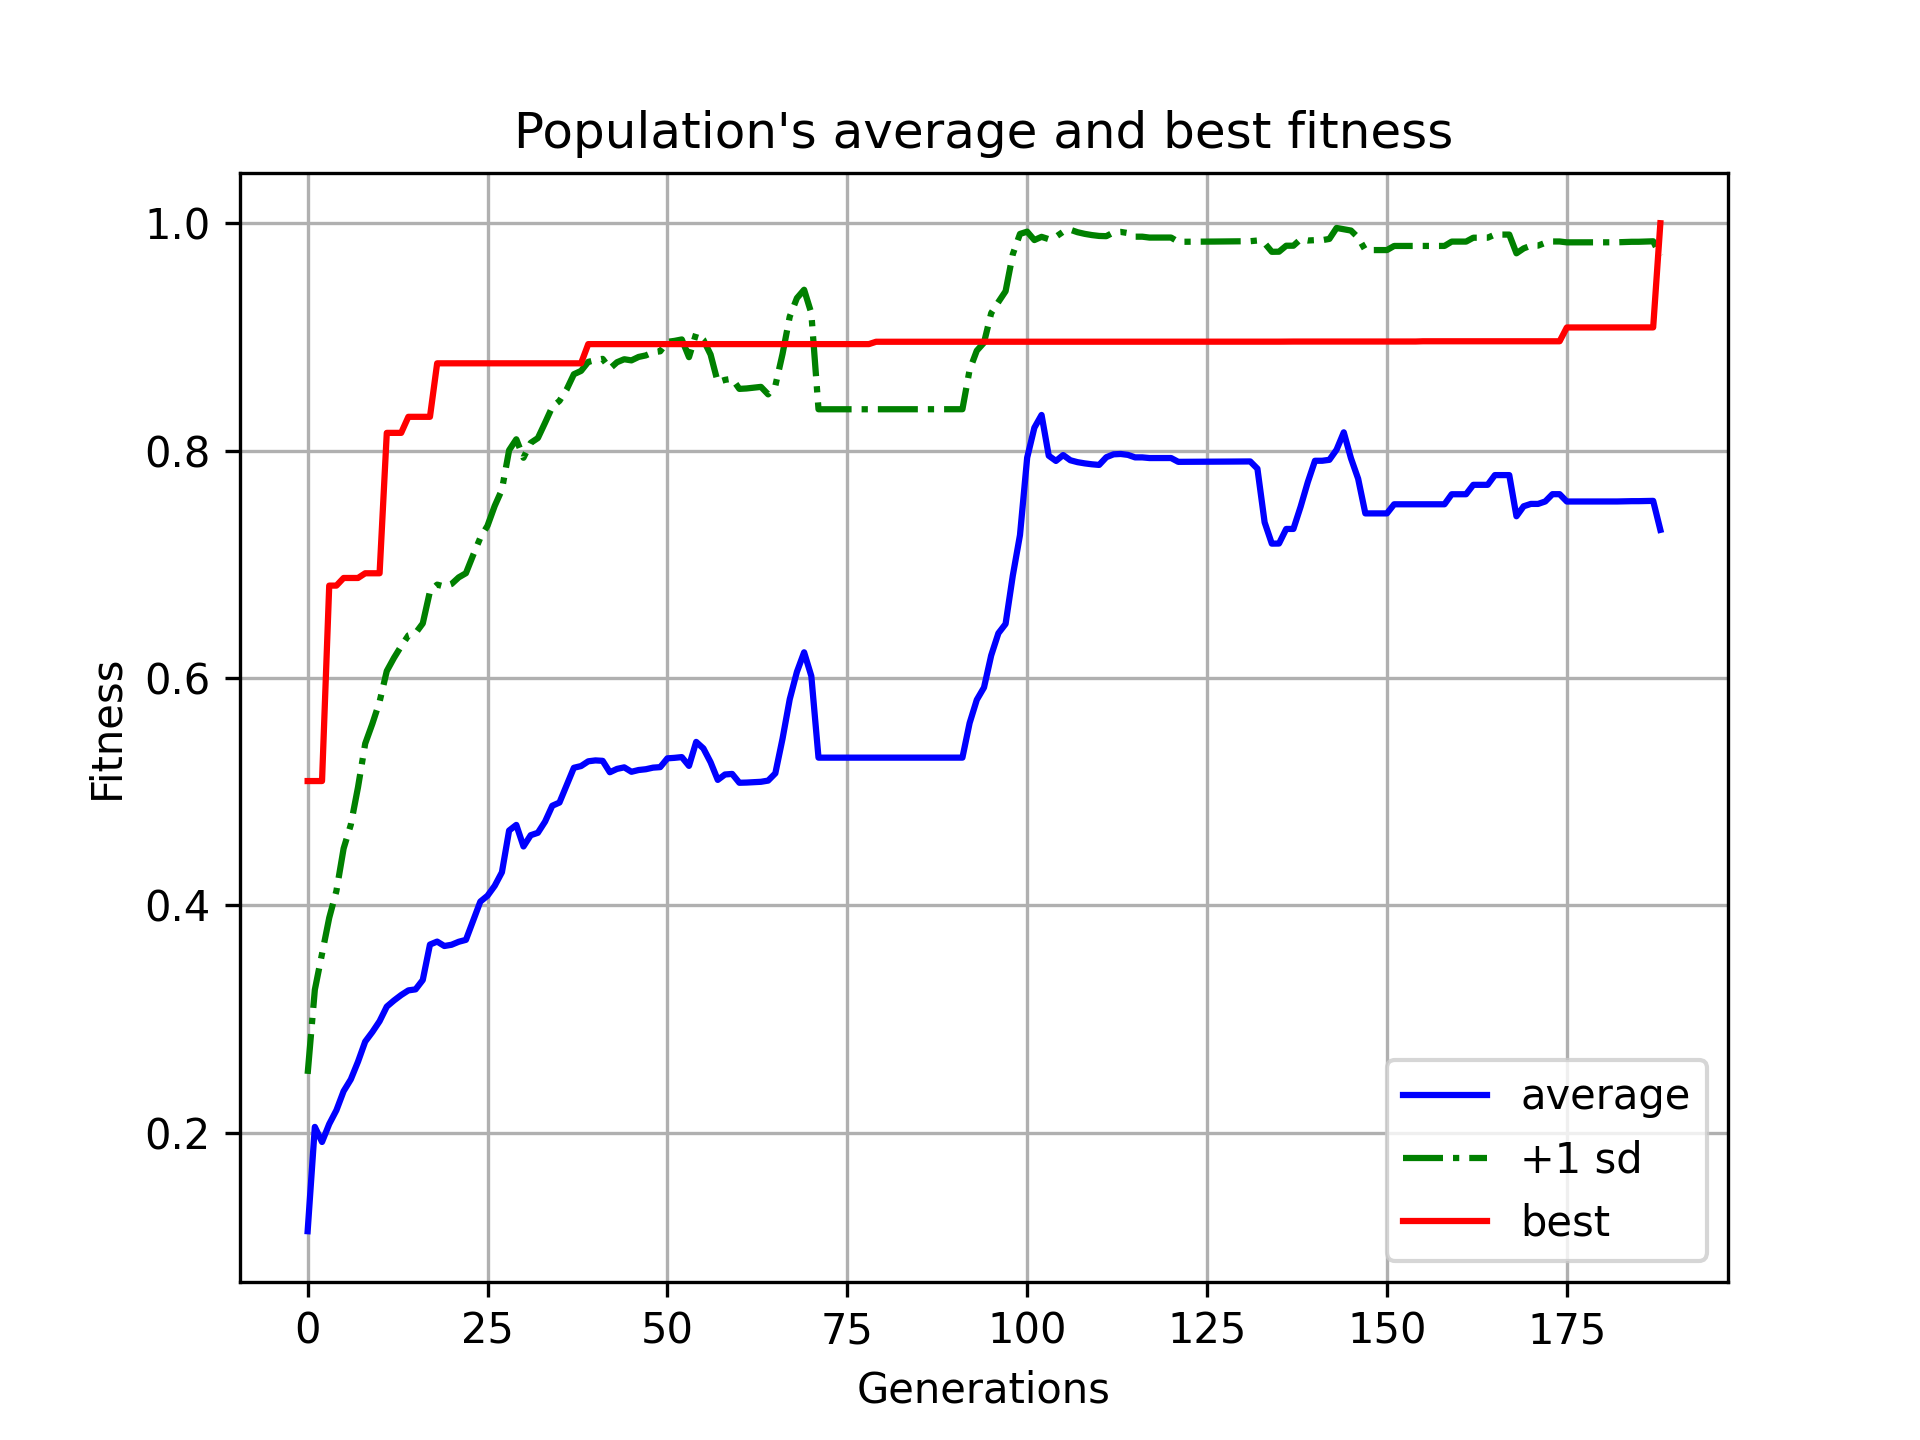 Population's average and best fitness
1.0
0.8
0.6
0.4
0.2
Fitness
0 25 50 75 100 125 150 175
Generations
average
+1 sd
best